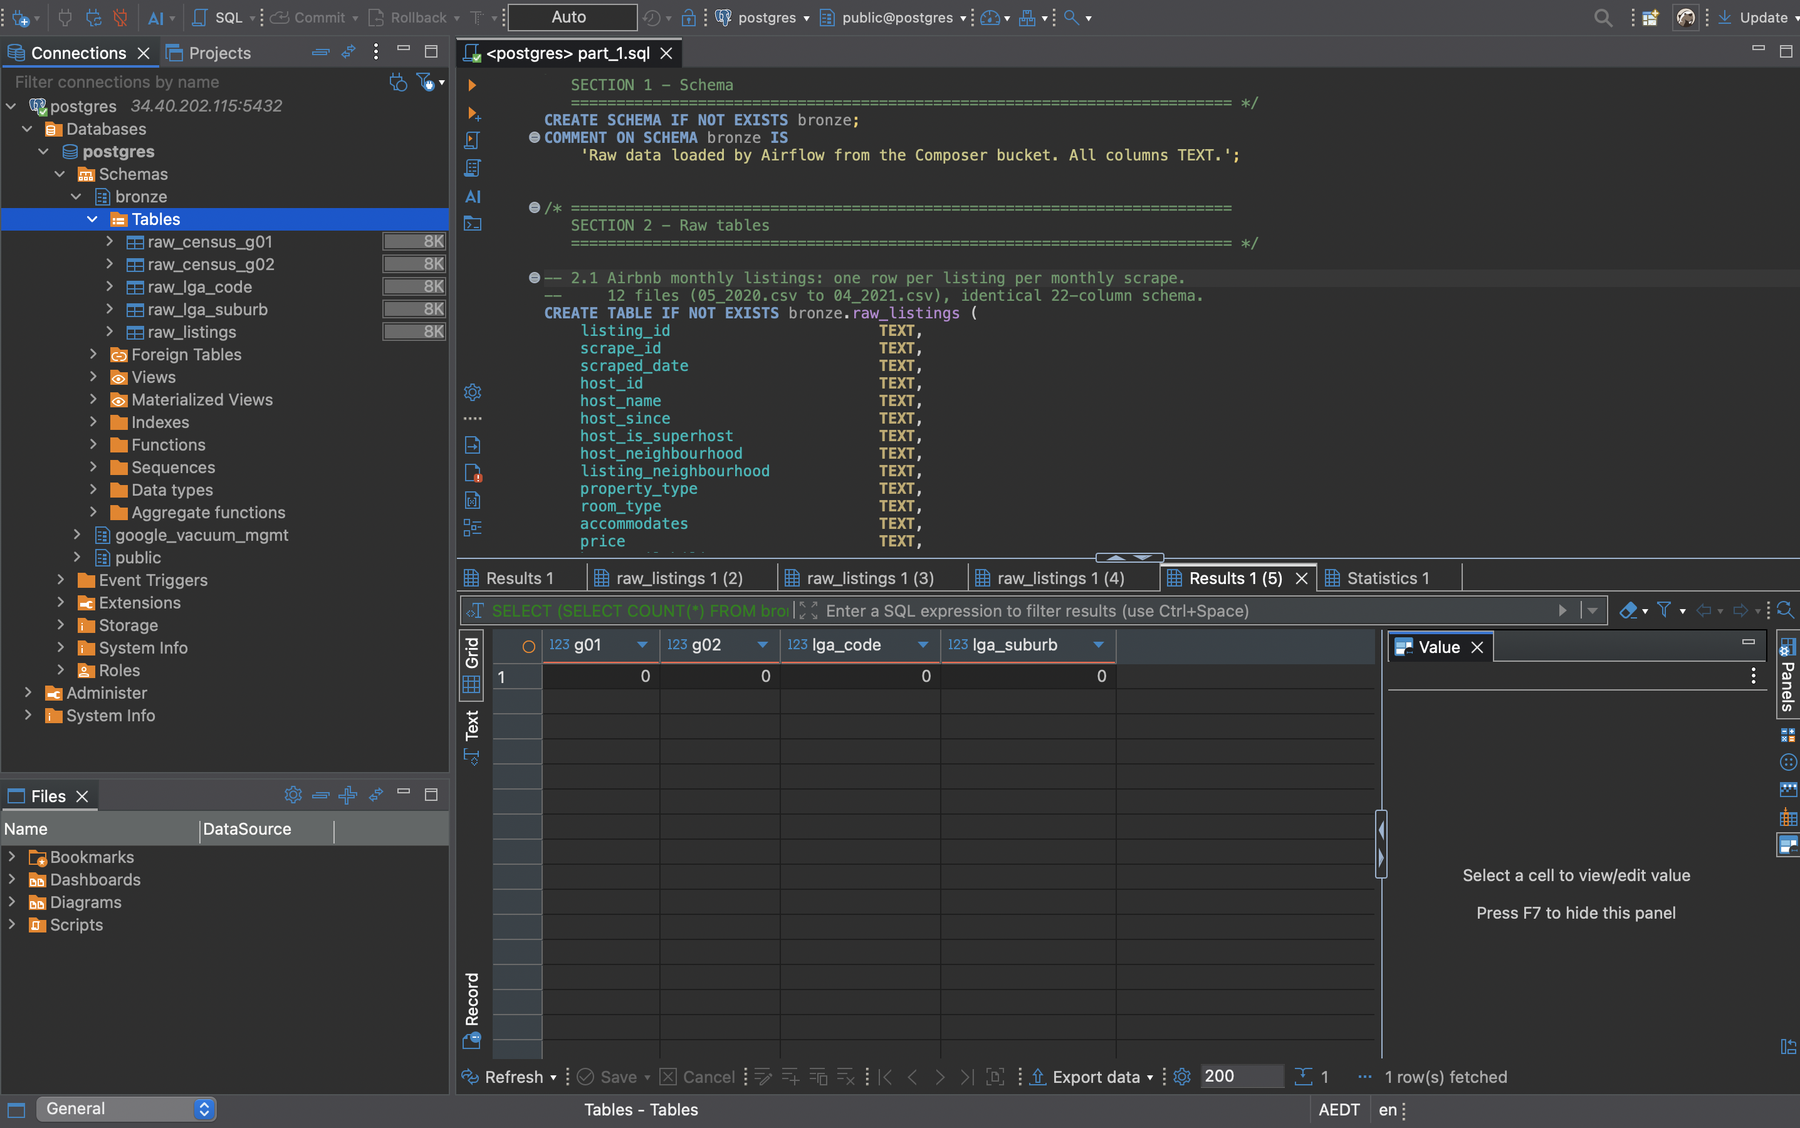 AI
SQL
Commit
Rollback
T
Auto
postgres
public@postgres
Update
Connections
Projects
Filter connections by name
postgres 34.40.202.115:5432
Databases
postgres
Schemas
bronze
Tables
raw_census_g01 8K
raw_census_g02 8K
raw_lga_code 8K
raw_lga_suburb 8K
raw_listings 8K
Foreign Tables
Views
Materialized Views
Indexes
Functions
Sequences
Data types
Aggregate functions
google_vacuum_mgmt
public
Event Triggers
Extensions
Storage
System Info
Roles
Administer
System Info
Files
Name DataSource
Bookmarks
Dashboards
Diagrams
Scripts
General
<postgres> part_1.sql
AI
SECTION 1 - Schema
========================================================================= */
CREATE SCHEMA IF NOT EXISTS bronze;
COMMENT ON SCHEMA bronze IS
'Raw data loaded by Airflow from the Composer bucket. All columns TEXT.';
/* =========================================================================
SECTION 2 - Raw tables
========================================================================= */
-- 2.1 Airbnb monthly listings: one row per listing per monthly scrape.
-- 12 files (05_2020.csv to 04_2021.csv), identical 22-column schema.
CREATE TABLE IF NOT EXISTS bronze.raw_listings (
listing_id TEXT,
scrape_id TEXT,
scraped_date TEXT,
host_id TEXT,
host_name TEXT,
host_since TEXT,
host_is_superhost TEXT,
host_neighbourhood TEXT,
listing_neighbourhood TEXT,
property_type TEXT,
room_type TEXT,
accommodates TEXT,
price TEXT,
Results 1
raw_listings 1 (2)
raw_listings 1 (3)
raw_listings 1 (4)
Results 1 (5)
Statistics 1
SELECT (SELECT COUNT(*) FROM bro
Enter a SQL expression to filter results (use Ctrl+Space)
Grid
Text
Record
123 g01 123 g02 123 lga_code 123 lga_suburb
1 0 0 0 0
Value
Panels
Select a cell to view/edit value
Press F7 to hide this panel
Refresh
Save
Cancel
Export data
200
1
1 row(s) fetched
Tables - Tables
AEDT
en